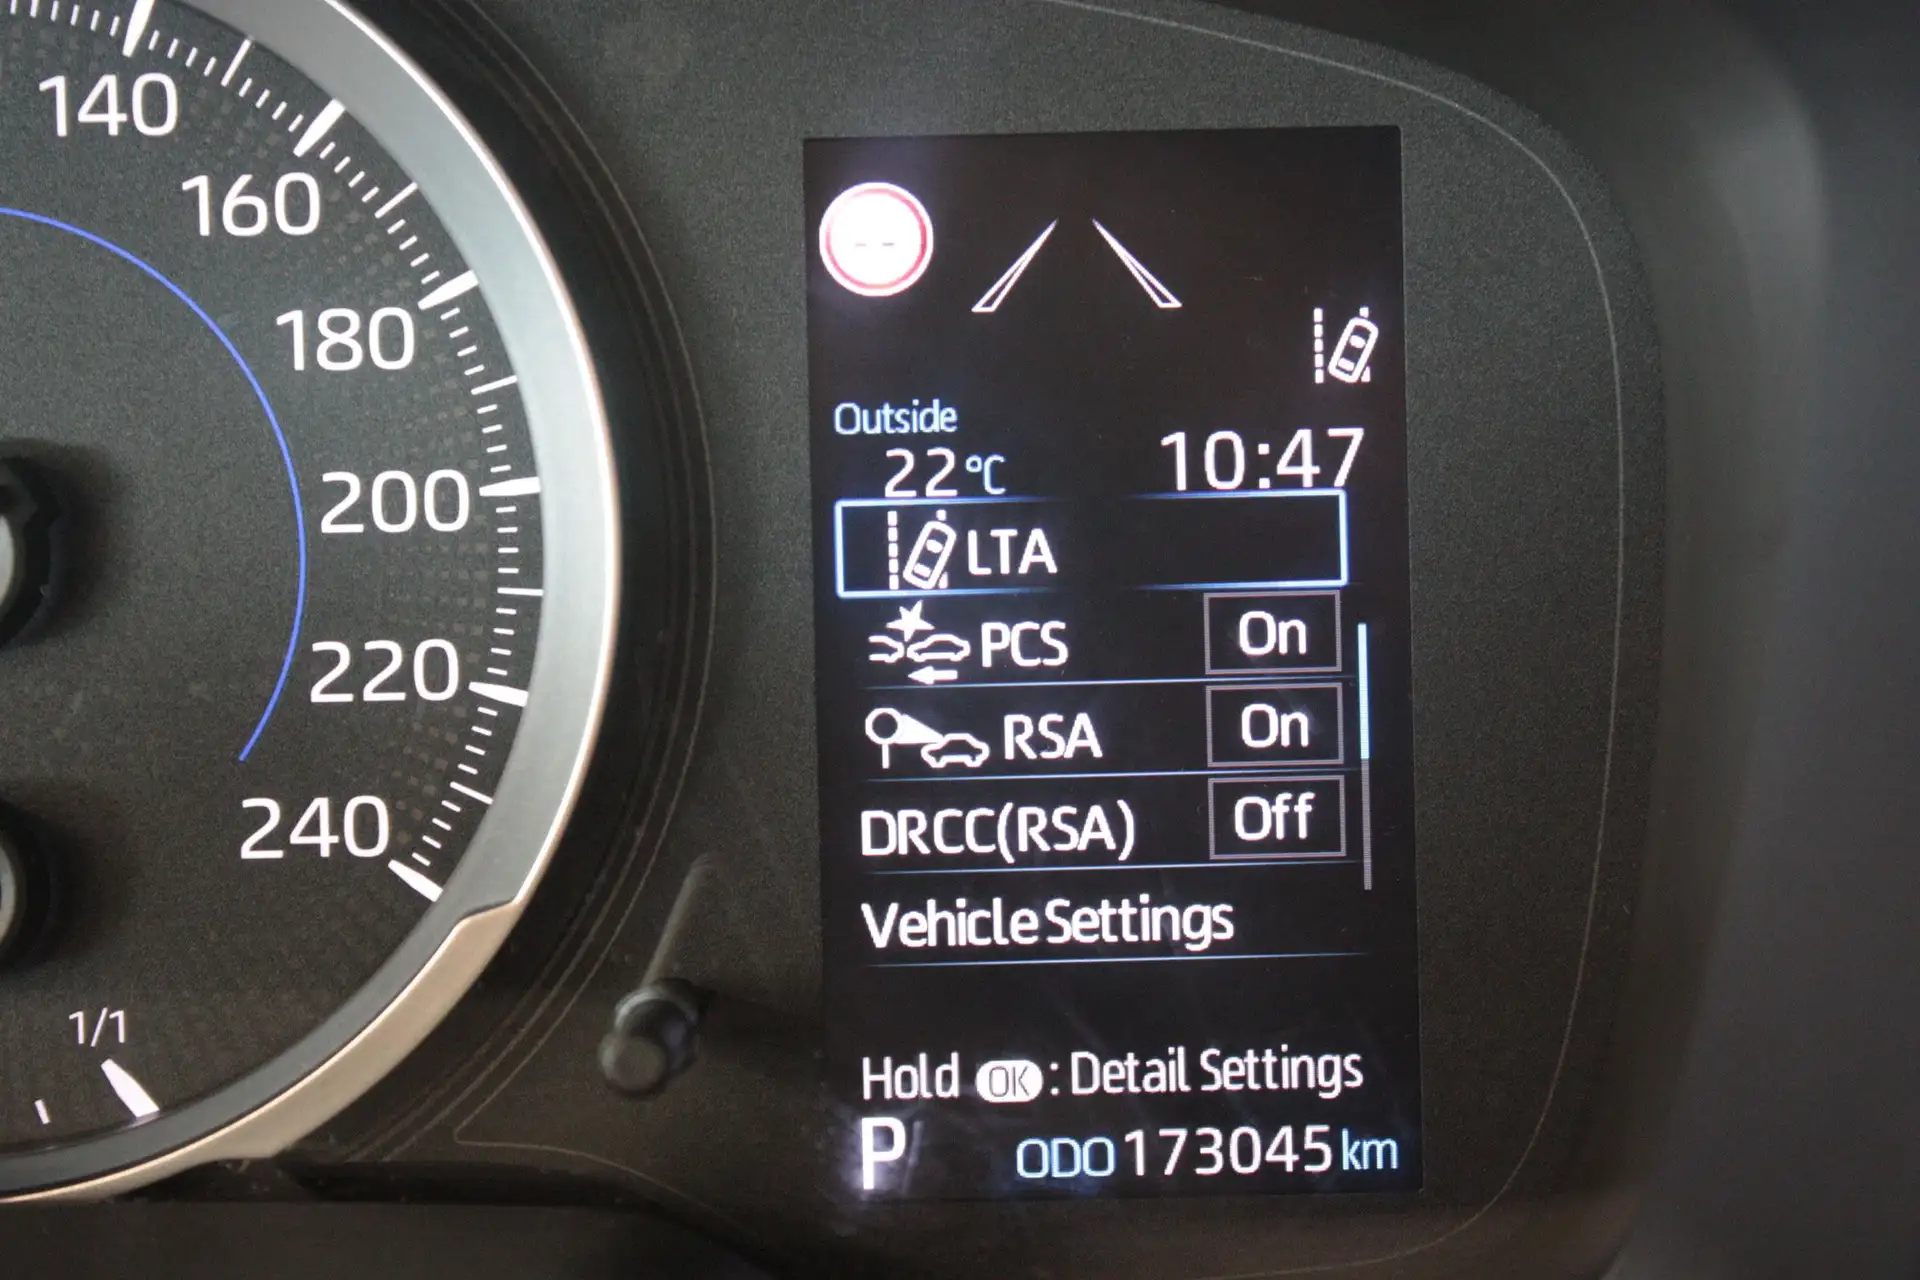 140
160
180
200
220
240
1/1
--
Outside
22°C 10:47
LTA
PCS On
RSA On
DRCC(RSA) Off
Vehicle Settings
Hold OK : Detail Settings
P ODO 173045 km